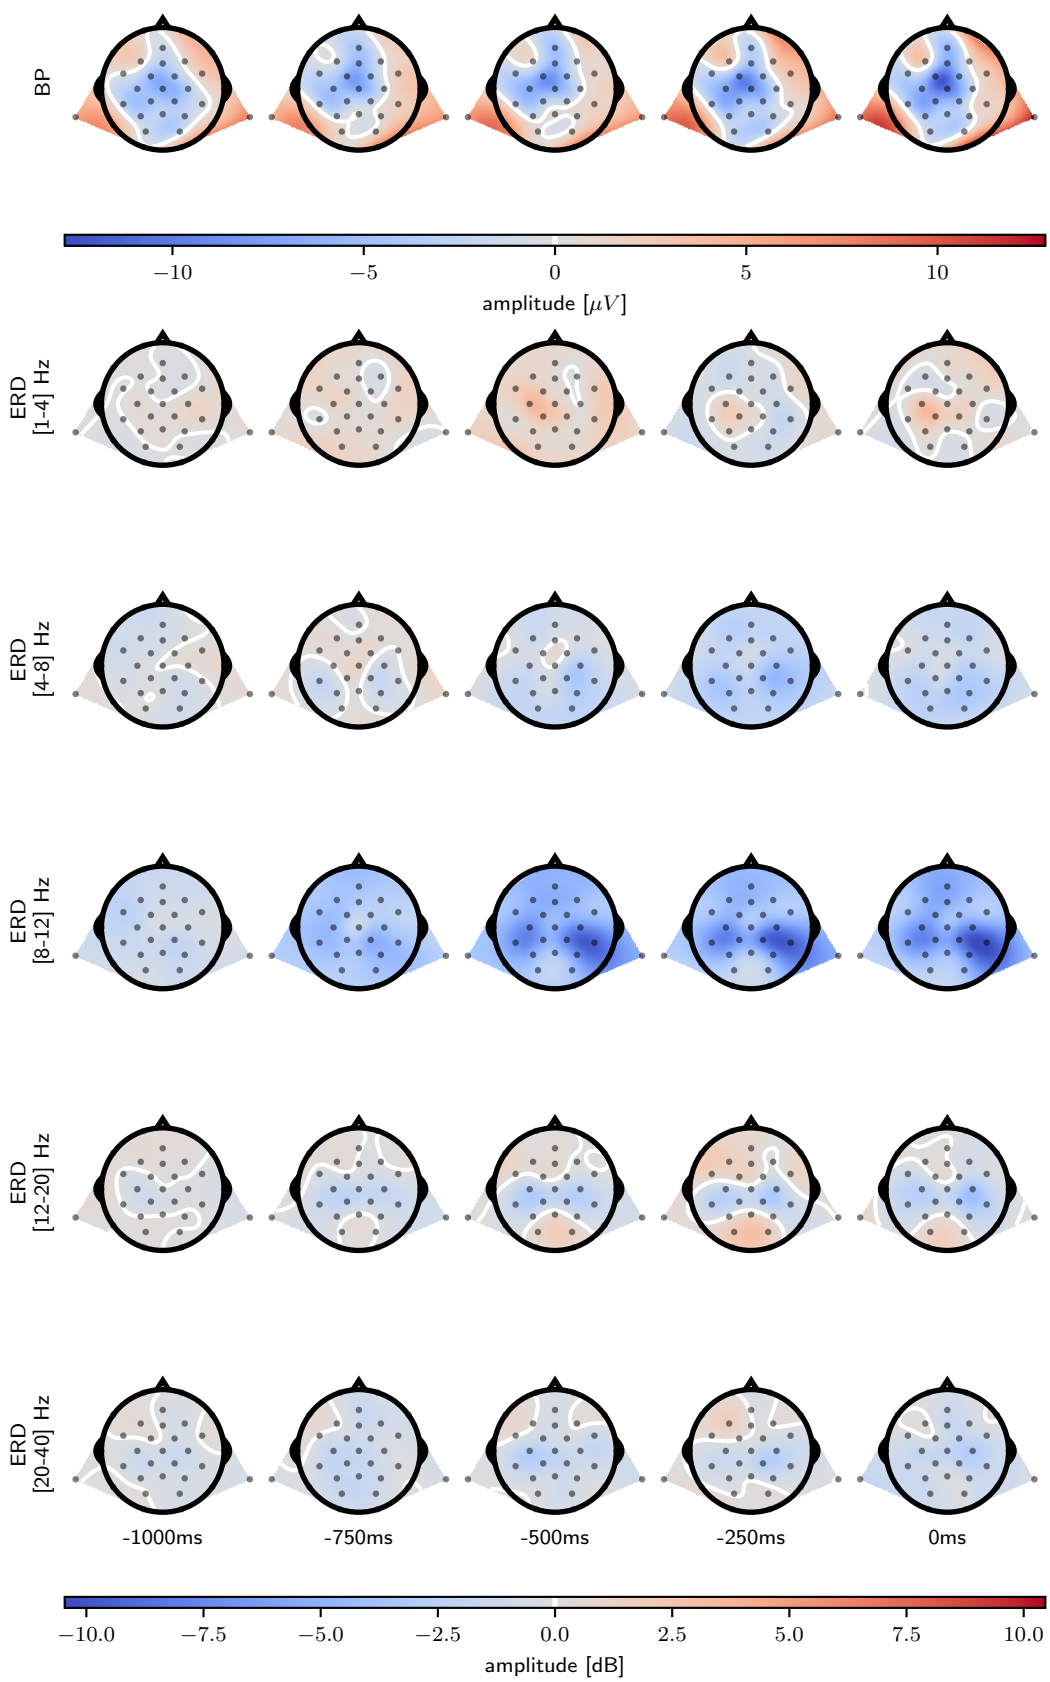 BP
−10 −5 0 5 10
amplitude [μV]
ERD
[1–4] Hz
ERD
[4–8] Hz
ERD
[8–12] Hz
ERD
[12–20] Hz
ERD
[20–40] Hz
-1000ms -750ms -500ms -250ms 0ms
−10.0 −7.5 −5.0 −2.5 0.0 2.5 5.0 7.5 10.0
amplitude [dB]